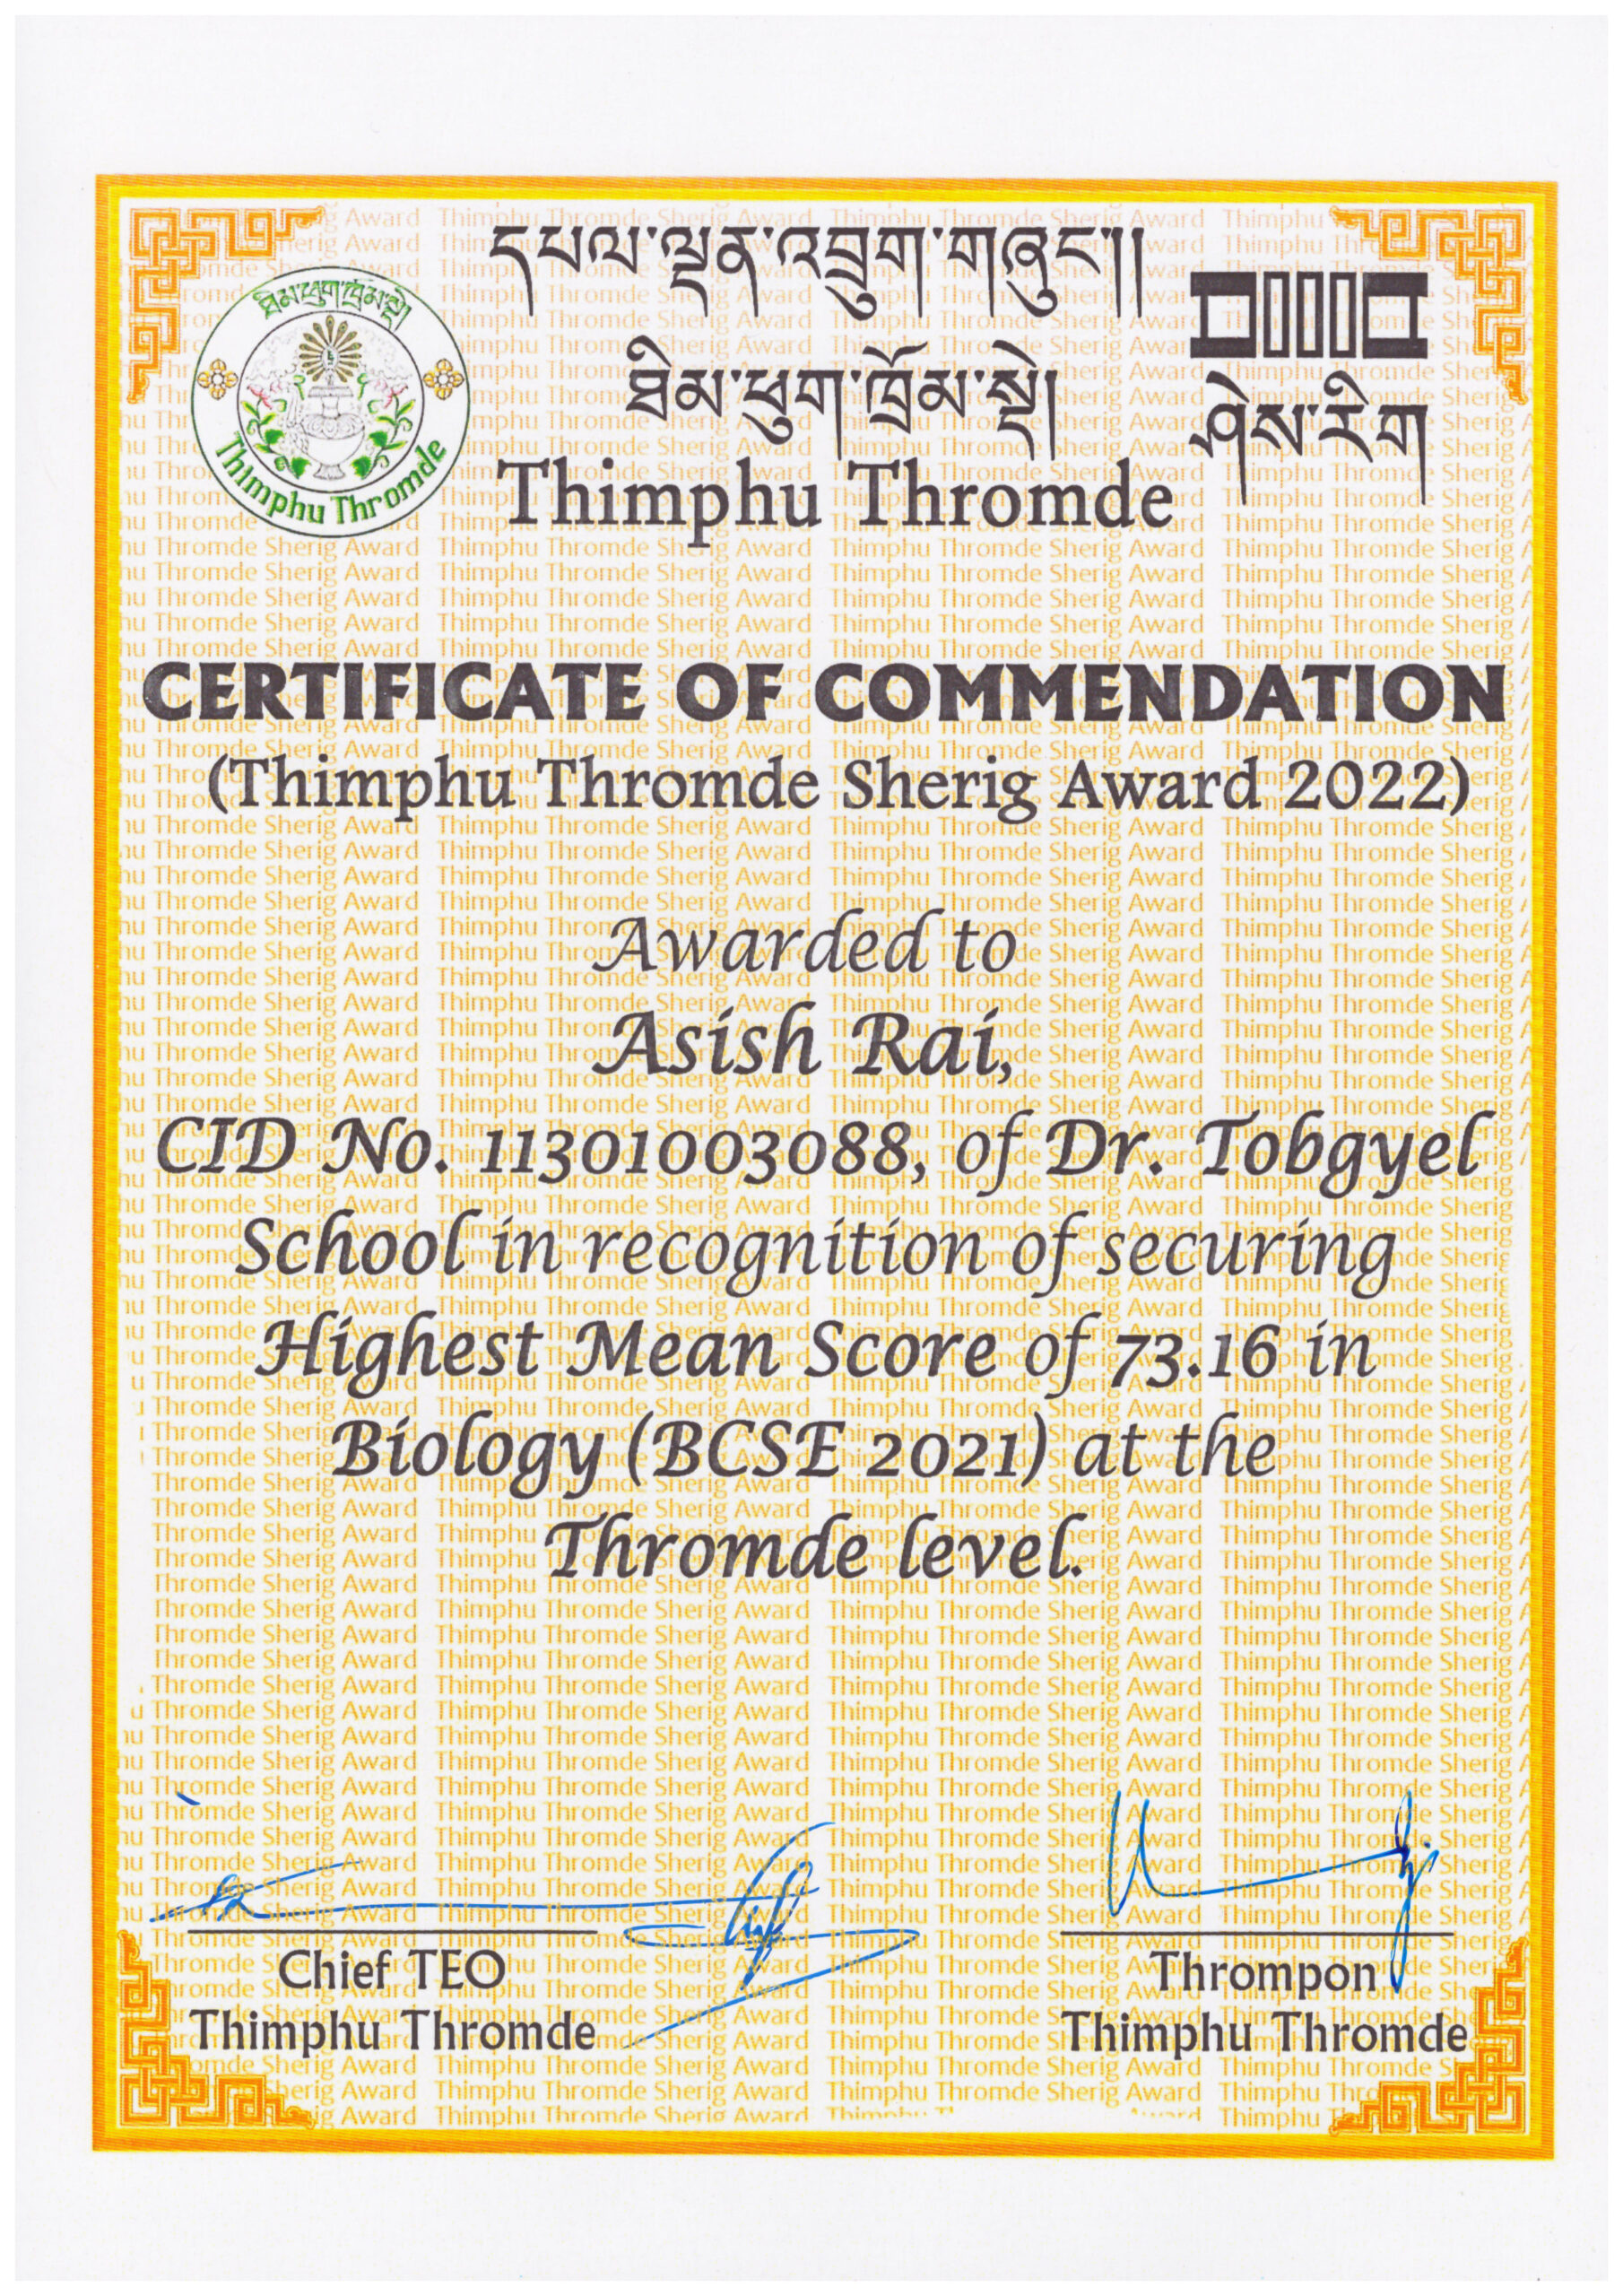 དཔལ་ལྡན་འབྲུག་གཞུང་།།
ཐིམ་ཕུག་ཁྲོམ་སྡེ།
ཤེས་རིག
ཐིམ་ཕུག་ཁྲོམ་སྡེ།
Thimphu Thromde
Thimphu Thromde
CERTIFICATE OF COMMENDATION
(Thimphu Thromde Sherig Award 2022)
Awarded to
Asish Rai,
CID No. 11301003088, of Dr. Tobgyel
School in recognition of securing
Highest Mean Score of 73.16 in
Biology (BCSE 2021) at the
Thromde level.
Chief TEO
Thimphu Thromde
Thrompon
Thimphu Thromde